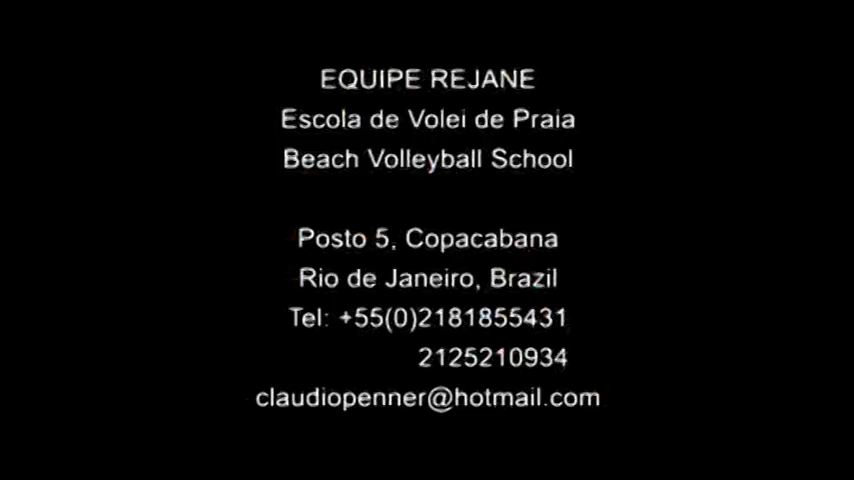 EQUIPE REJANE
Escola de Volei de Praia
Beach Volleyball School
Posto 5, Copacabana
Rio de Janeiro, Brazil
Tel: +55(0)2181855431
2125210934
claudiopenner@hotmail.com